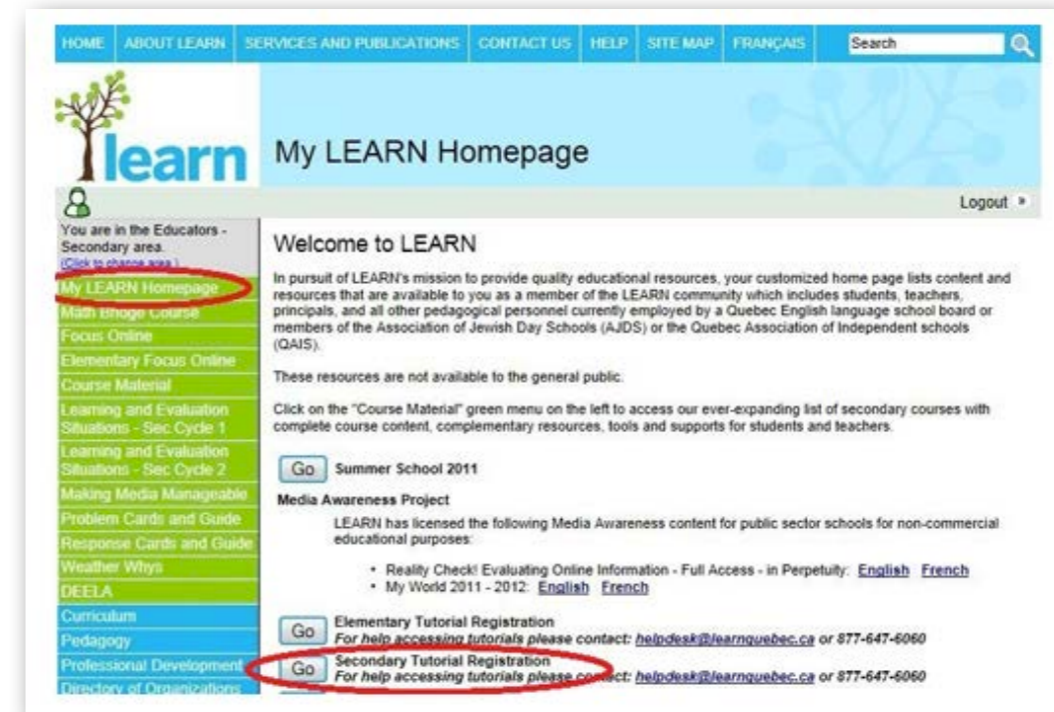 HOME ABOUT LEARN SERVICES AND PUBLICATIONS CONTACT US HELP SITE MAP FRANÇAIS Search
learn
My LEARN Homepage
Logout
You are in the Educators -
Secondary area.
(Click to change area.)
My LEARN Homepage
Math Bridge Course
Focus Online
Elementary Focus Online
Course Material
Learning and Evaluation
Situations - Sec Cycle 1
Learning and Evaluation
Situations - Sec Cycle 2
Making Media Manageable
Problem Cards and Guide
Response Cards and Guide
Weather Whys
DEELA
Curriculum
Pedagogy
Professional Development
Directory of Organizations
Welcome to LEARN
In pursuit of LEARN's mission to provide quality educational resources, your customized home page lists content and
resources that are available to you as a member of the LEARN community which includes students, teachers,
principals, and all other pedagogical personnel currently employed by a Quebec English language school board or
members of the Association of Jewish Day Schools (AJDS) or the Quebec Association of Independent schools
(QAIS).
These resources are not available to the general public.
Click on the "Course Material" green menu on the left to access our ever-expanding list of secondary courses with
complete course content, complementary resources, tools and supports for students and teachers.
Go Summer School 2011
Media Awareness Project
LEARN has licensed the following Media Awareness content for public sector schools for non-commercial
educational purposes:
• Reality Check! Evaluating Online Information - Full Access - in Perpetuity: English French
• My World 2011 - 2012: English French
Go Elementary Tutorial Registration
For help accessing tutorials please contact: helpdesk@learnquebec.ca or 877-647-6060
Go Secondary Tutorial Registration
For help accessing tutorials please contact: helpdesk@learnquebec.ca or 877-647-6060